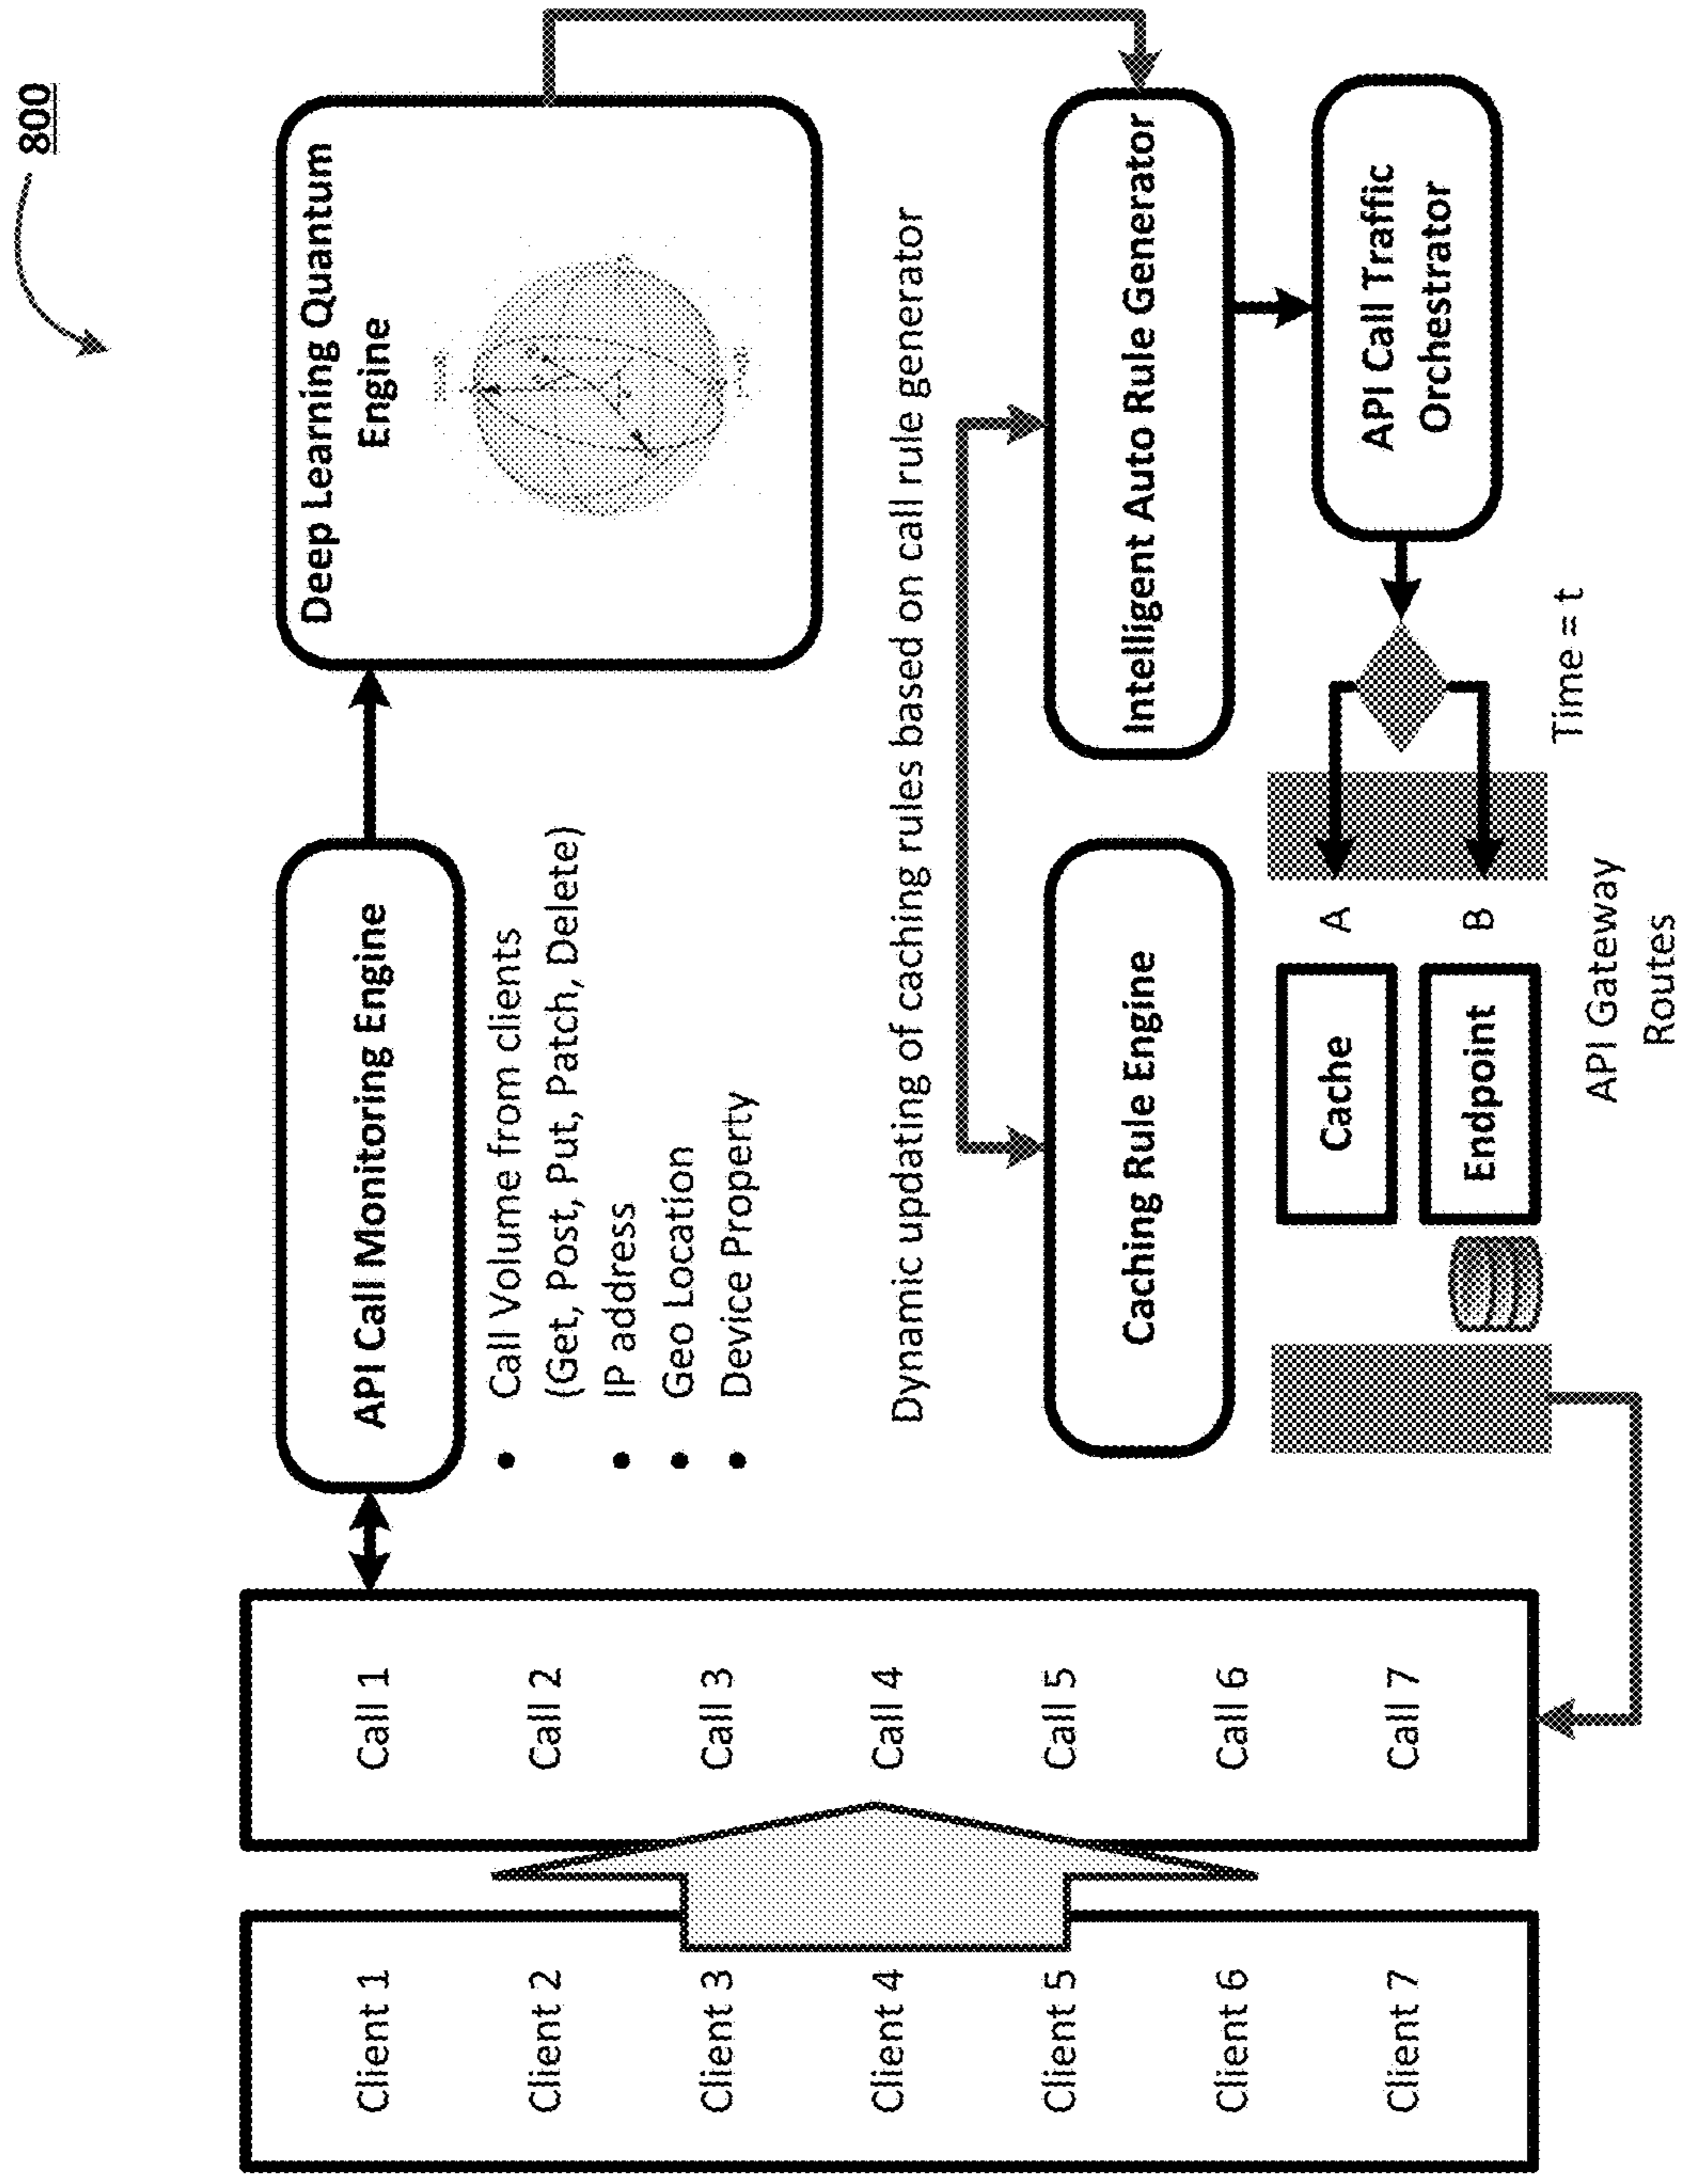 800
Client 1
Client 2
Client 3
Client 4
Client 5
Client 6
Client 7
Call 1
Call 2
Call 3
Call 4
Call 5
Call 6
Call 7
API Call Monitoring Engine
• Call Volume from clients
(Get, Post, Put, Patch, Delete)
• IP address
• Geo Location
• Device Property
Deep Learning Quantum
Engine
Dynamic updating of caching rules based on call rule generator
Caching Rule Engine
Intelligent Auto Rule Generator
API Call Traffic
Orchestrator
Cache
A
Endpoint
B
Time = t
API Gateway
Routes